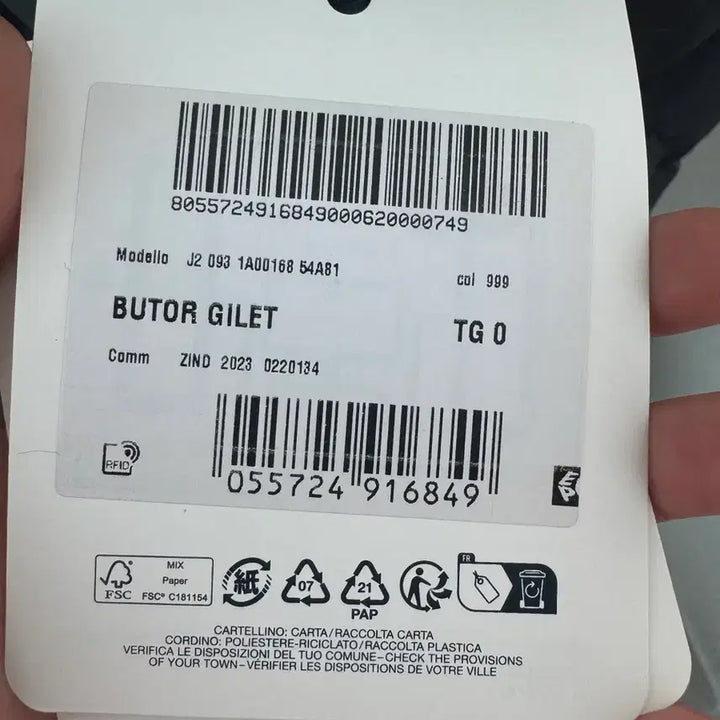 8055724916849000620000749
Modello J2 093 1A00168 54A81
col 999
BUTOR GILET
TG 0
Comm ZIND 2023 0220134
055724 916849
RFID
FR
MIX
Paper
FSC FSC® C181154
紙
07
21
PAP
CARTELLINO: CARTA/RACCOLTA CARTA
CORDINO: POLIESTERE-RICICLATO/RACCOLTA PLASTICA
VERIFICA LE DISPOSIZIONI DEL TUO COMUNE–CHECK THE PROVISIONS
OF YOUR TOWN–VÉRIFIER LES DISPOSITIONS DE VOTRE VILLE